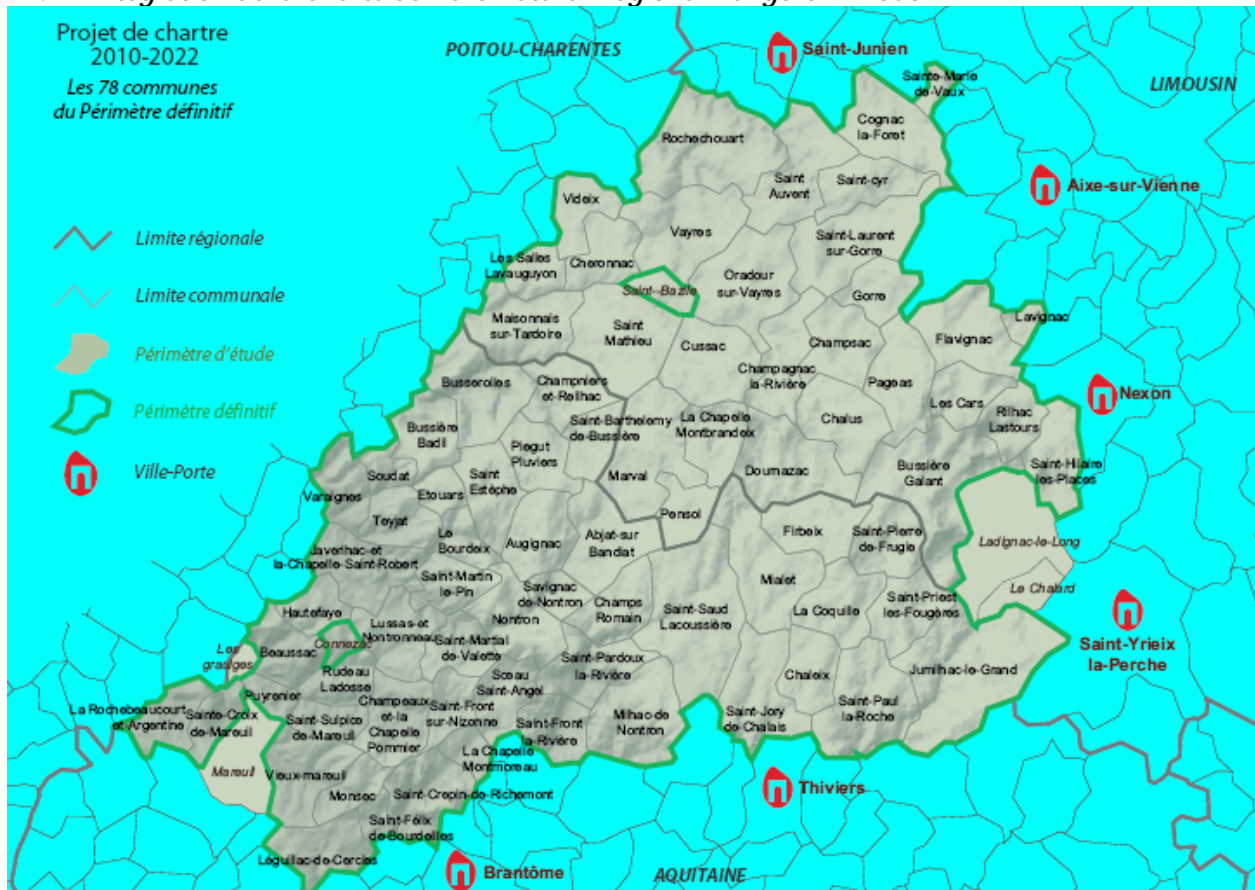 Projet de chartre
2010-2022
Les 78 communes
du Périmètre définitif
POITOU-CHARENTES
Saint-Junien
LIMOUSIN
Sainte-Marie
de-Vaux
Cognac
la-Foret
Rochechouart
Saint
Auvent
Saint-cyr
Aixe-sur-Vienne
Videix
Vayres
Saint-Laurent
sur-Gorre
Limite régionale
Les Salles
Lavauguyon
Cheronnac
Oradour
sur-Vayres
Saint-Bazile
Gorre
Limite communale
Lavignac
Maisonnais
sur-Tardoire
Saint
Mathieu
Cussac
Champsac
Flavignac
Périmètre d'étude
Champagnac
la-Rivière
Pageas
Busserolles
Champniers
et-Reilhac
Nexon
Les Cars
Rilhac
Lastours
Périmètre définitif
Saint-Barthelemy
de-Bussière
La Chapelle
Montbrandeix
Chalus
Bussière
Badil
Piegut
Pluviers
Ville-Porte
Soudat
Saint
Estèphe
Marval
Dournazac
Bussière
Galant
Saint-Hilaire
les-Places
Varaignes
Etouars
Pensol
Teyjat
Le
Bourdeix
Augignac
Abjat-sur
Bandiat
Firbeix
Saint-Pierre
de-Frugie
Ladignac-le-Long
Javerlhac-et
la-Chapelle-Saint-Robert
Saint-Martin
le-Pin
Mialet
Le Chalard
Savignac
de-Nontron
Hautefaye
Nontron
Champs
Romain
Saint-Saud
Lacoussière
La Coquille
Saint-Priest
les-Fougères
Lussas-et
Nontronneau
Connezac
Saint-Martial
de-Valette
Saint-Yrieix
la-Perche
Les
graulges
Beaussac
Rudeau
Ladosse
Saint-Pardoux
la-Rivière
Jumilhac-le-Grand
Puyrenier
Sceau
Saint-Angel
Chaleix
La Rochebeaucourt
et-Argentine
Sainte-Croix
de-Mareuil
Saint-Sulpice
de-Mareuil
Champeaux
et-la
Chapelle
Pommier
Saint-Front
sur-Nizonne
Saint-Front
la-Rivière
Milhac-de
Nontron
Saint-Jory
de-Chalais
Saint-Paul
la-Roche
La Chapelle
Montmoreau
Mareuil
Vieux-mareuil
Monsec
Saint-Crepin-de-Richemont
Thiviers
Saint-Félix
de-Bourdeilles
Léguillac-de-Cercles
Brantôme
AQUITAINE